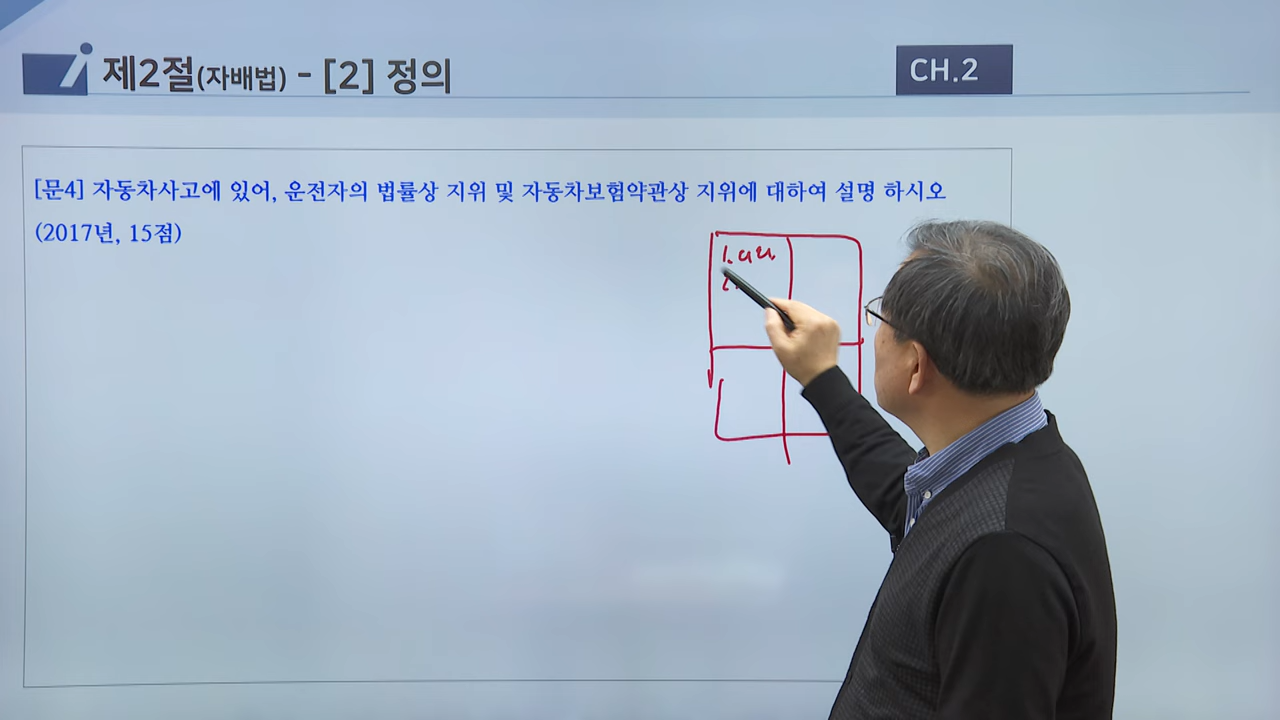 제2절(자배법) - [2] 정의
CH.2
[문4] 자동차사고에 있어, 운전자의 법률상 지위 및 자동차보험약관상 지위에 대하여 설명 하시오
(2017년, 15점)
1.